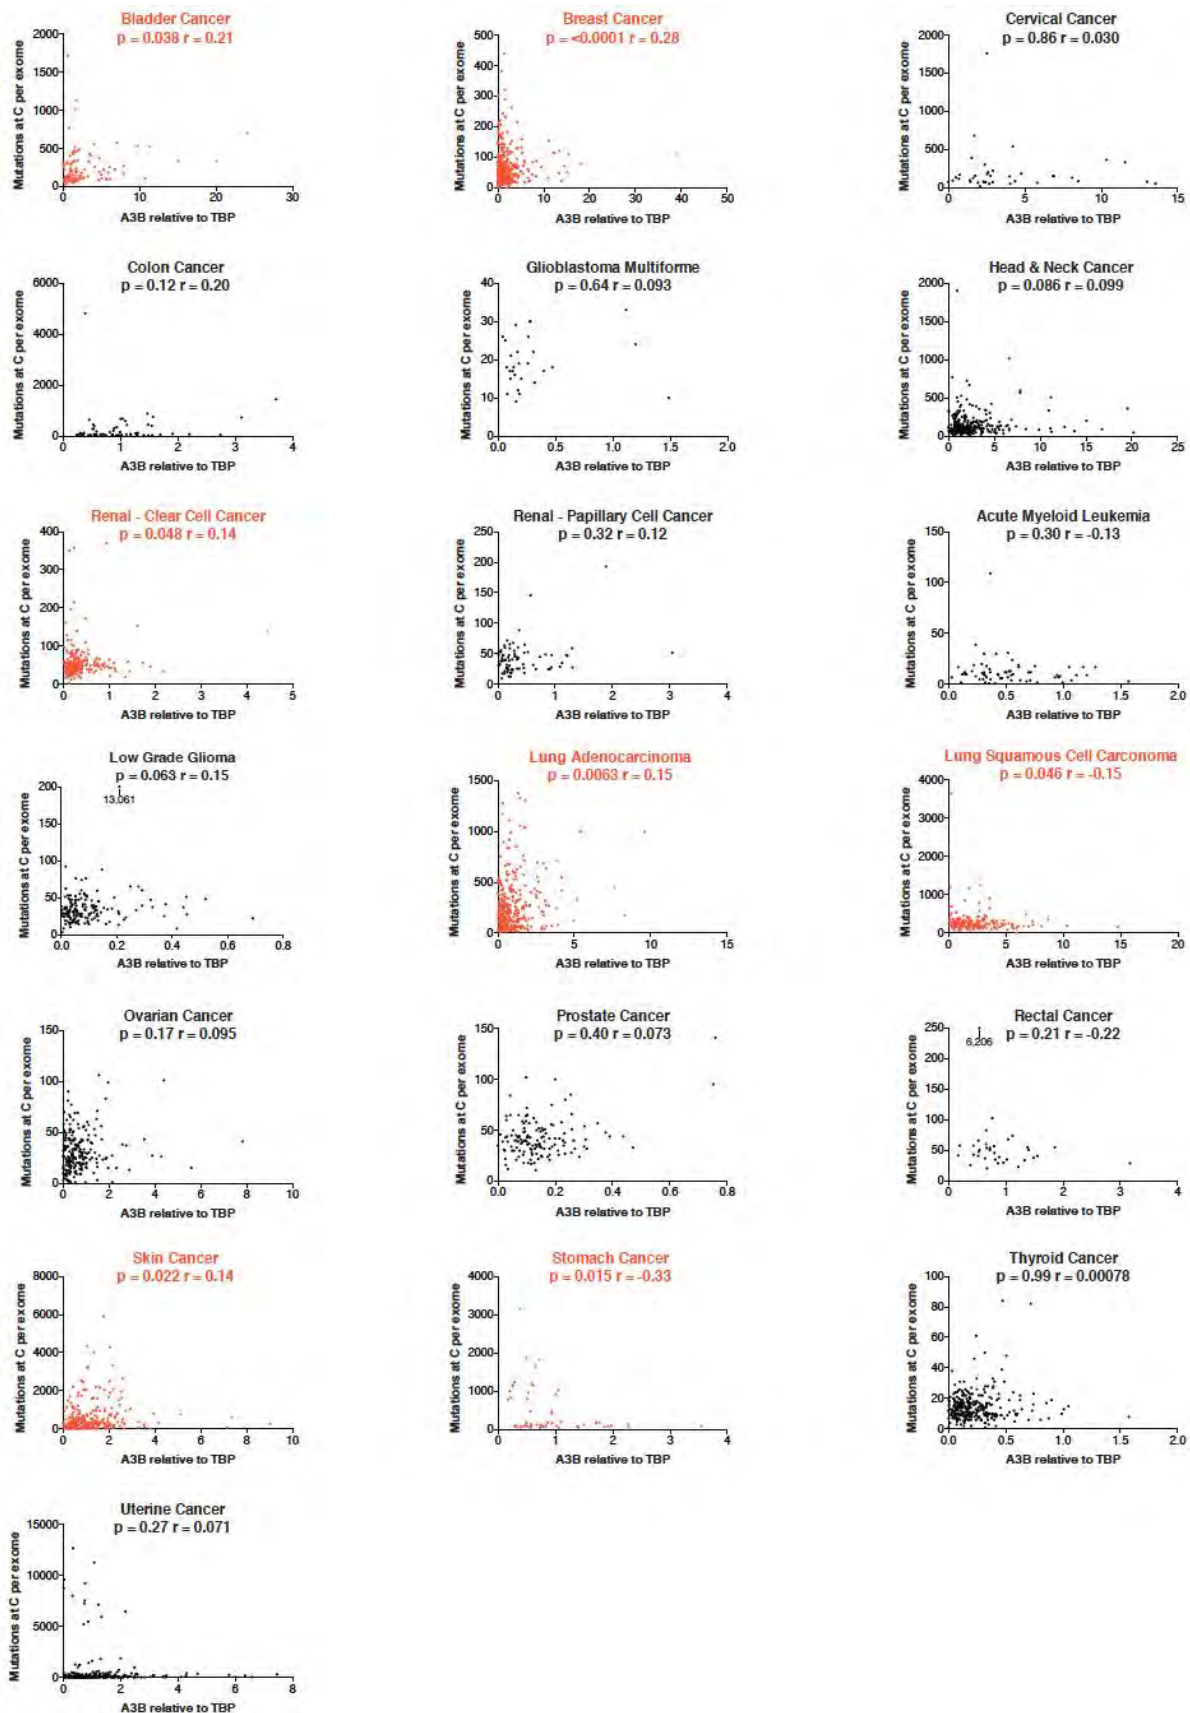 Bladder Cancer
p = 0.038 r = 0.21
Mutations at C per exome
2000
1500
1000
500
0
0 10 20 30
A3B relative to TBP
Breast Cancer
p = <0.0001 r = 0.28
Mutations at C per exome
500
400
300
200
100
0
0 10 20 30 40 50
A3B relative to TBP
Cervical Cancer
p = 0.86 r = 0.030
Mutations at C per exome
2000
1500
1000
500
0
0 5 10 15
A3B relative to TBP
Colon Cancer
p = 0.12 r = 0.20
Mutations at C per exome
6000
4000
2000
0
0 1 2 3 4
A3B relative to TBP
Glioblastoma Multiforme
p = 0.64 r = 0.093
Mutations at C per exome
40
30
20
10
0
0.0 0.5 1.0 1.5 2.0
A3B relative to TBP
Head & Neck Cancer
p = 0.086 r = 0.099
Mutations at C per exome
2000
1500
1000
500
0
0 5 10 15 20 25
A3B relative to TBP
Renal - Clear Cell Cancer
p = 0.048 r = 0.14
Mutations at C per exome
400
300
200
100
0
0 1 2 3 4 5
A3B relative to TBP
Renal - Papillary Cell Cancer
p = 0.32 r = 0.12
Mutations at C per exome
250
200
150
100
50
0
0 1 2 3 4
A3B relative to TBP
Acute Myeloid Leukemia
p = 0.30 r = -0.13
Mutations at C per exome
150
100
50
0
0.0 0.5 1.0 1.5 2.0
A3B relative to TBP
Low Grade Glioma
p = 0.063 r = 0.15
Mutations at C per exome
200
13,061
150
100
50
0
0.0 0.2 0.4 0.6 0.8
A3B relative to TBP
Lung Adenocarcinoma
p = 0.0063 r = 0.15
Mutations at C per exome
1500
1000
500
0
0 5 10 15
A3B relative to TBP
Lung Squamous Cell Carconoma
p = 0.046 r = -0.15
Mutations at C per exome
4000
3000
2000
1000
0
0 5 10 15 20
A3B relative to TBP
Ovarian Cancer
p = 0.17 r = 0.095
Mutations at C per exome
150
100
50
0
0 2 4 6 8 10
A3B relative to TBP
Prostate Cancer
p = 0.40 r = 0.073
Mutations at C per exome
150
100
50
0
0.0 0.2 0.4 0.6 0.8
A3B relative to TBP
Rectal Cancer
p = 0.21 r = -0.22
Mutations at C per exome
250
6,206
200
150
100
50
0
0 1 2 3 4
A3B relative to TBP
Skin Cancer
p = 0.022 r = 0.14
Mutations at C per exome
8000
6000
4000
2000
0
0 2 4 6 8 10
A3B relative to TBP
Stomach Cancer
p = 0.015 r = -0.33
Mutations at C per exome
4000
3000
2000
1000
0
0 1 2 3 4
A3B relative to TBP
Thyroid Cancer
p = 0.99 r = 0.00078
Mutations at C per exome
100
80
60
40
20
0
0.0 0.5 1.0 1.5 2.0
A3B relative to TBP
Uterine Cancer
p = 0.27 r = 0.071
Mutations at C per exome
15000
10000
5000
0
0 2 4 6 8
A3B relative to TBP